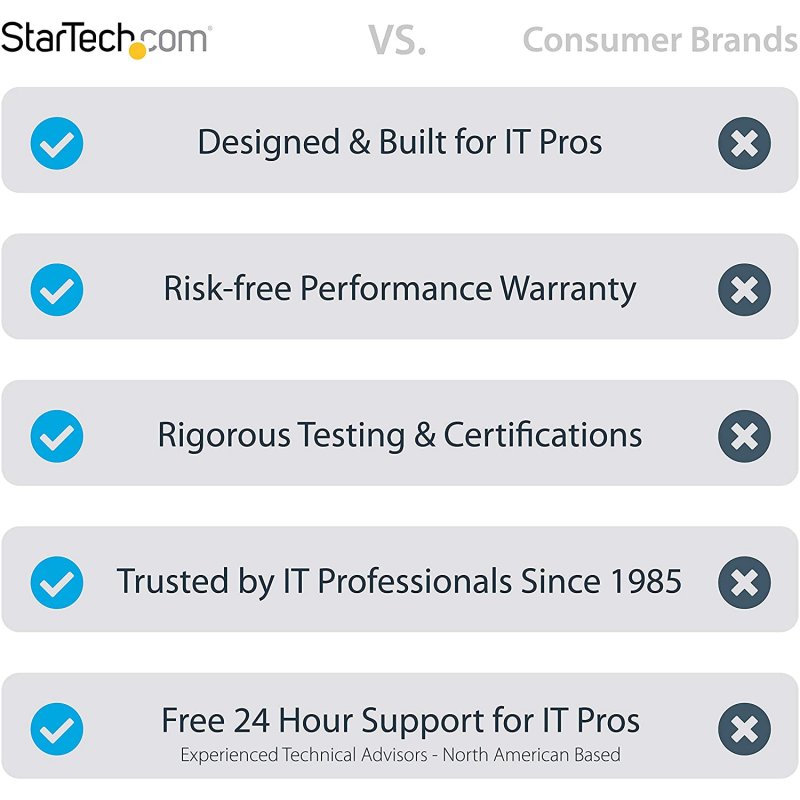 StarTech.com® VS. Consumer Brands
Designed & Built for IT Pros
Risk-free Performance Warranty
Rigorous Testing & Certifications
Trusted by IT Professionals Since 1985
Free 24 Hour Support for IT Pros
Experienced Technical Advisors - North American Based